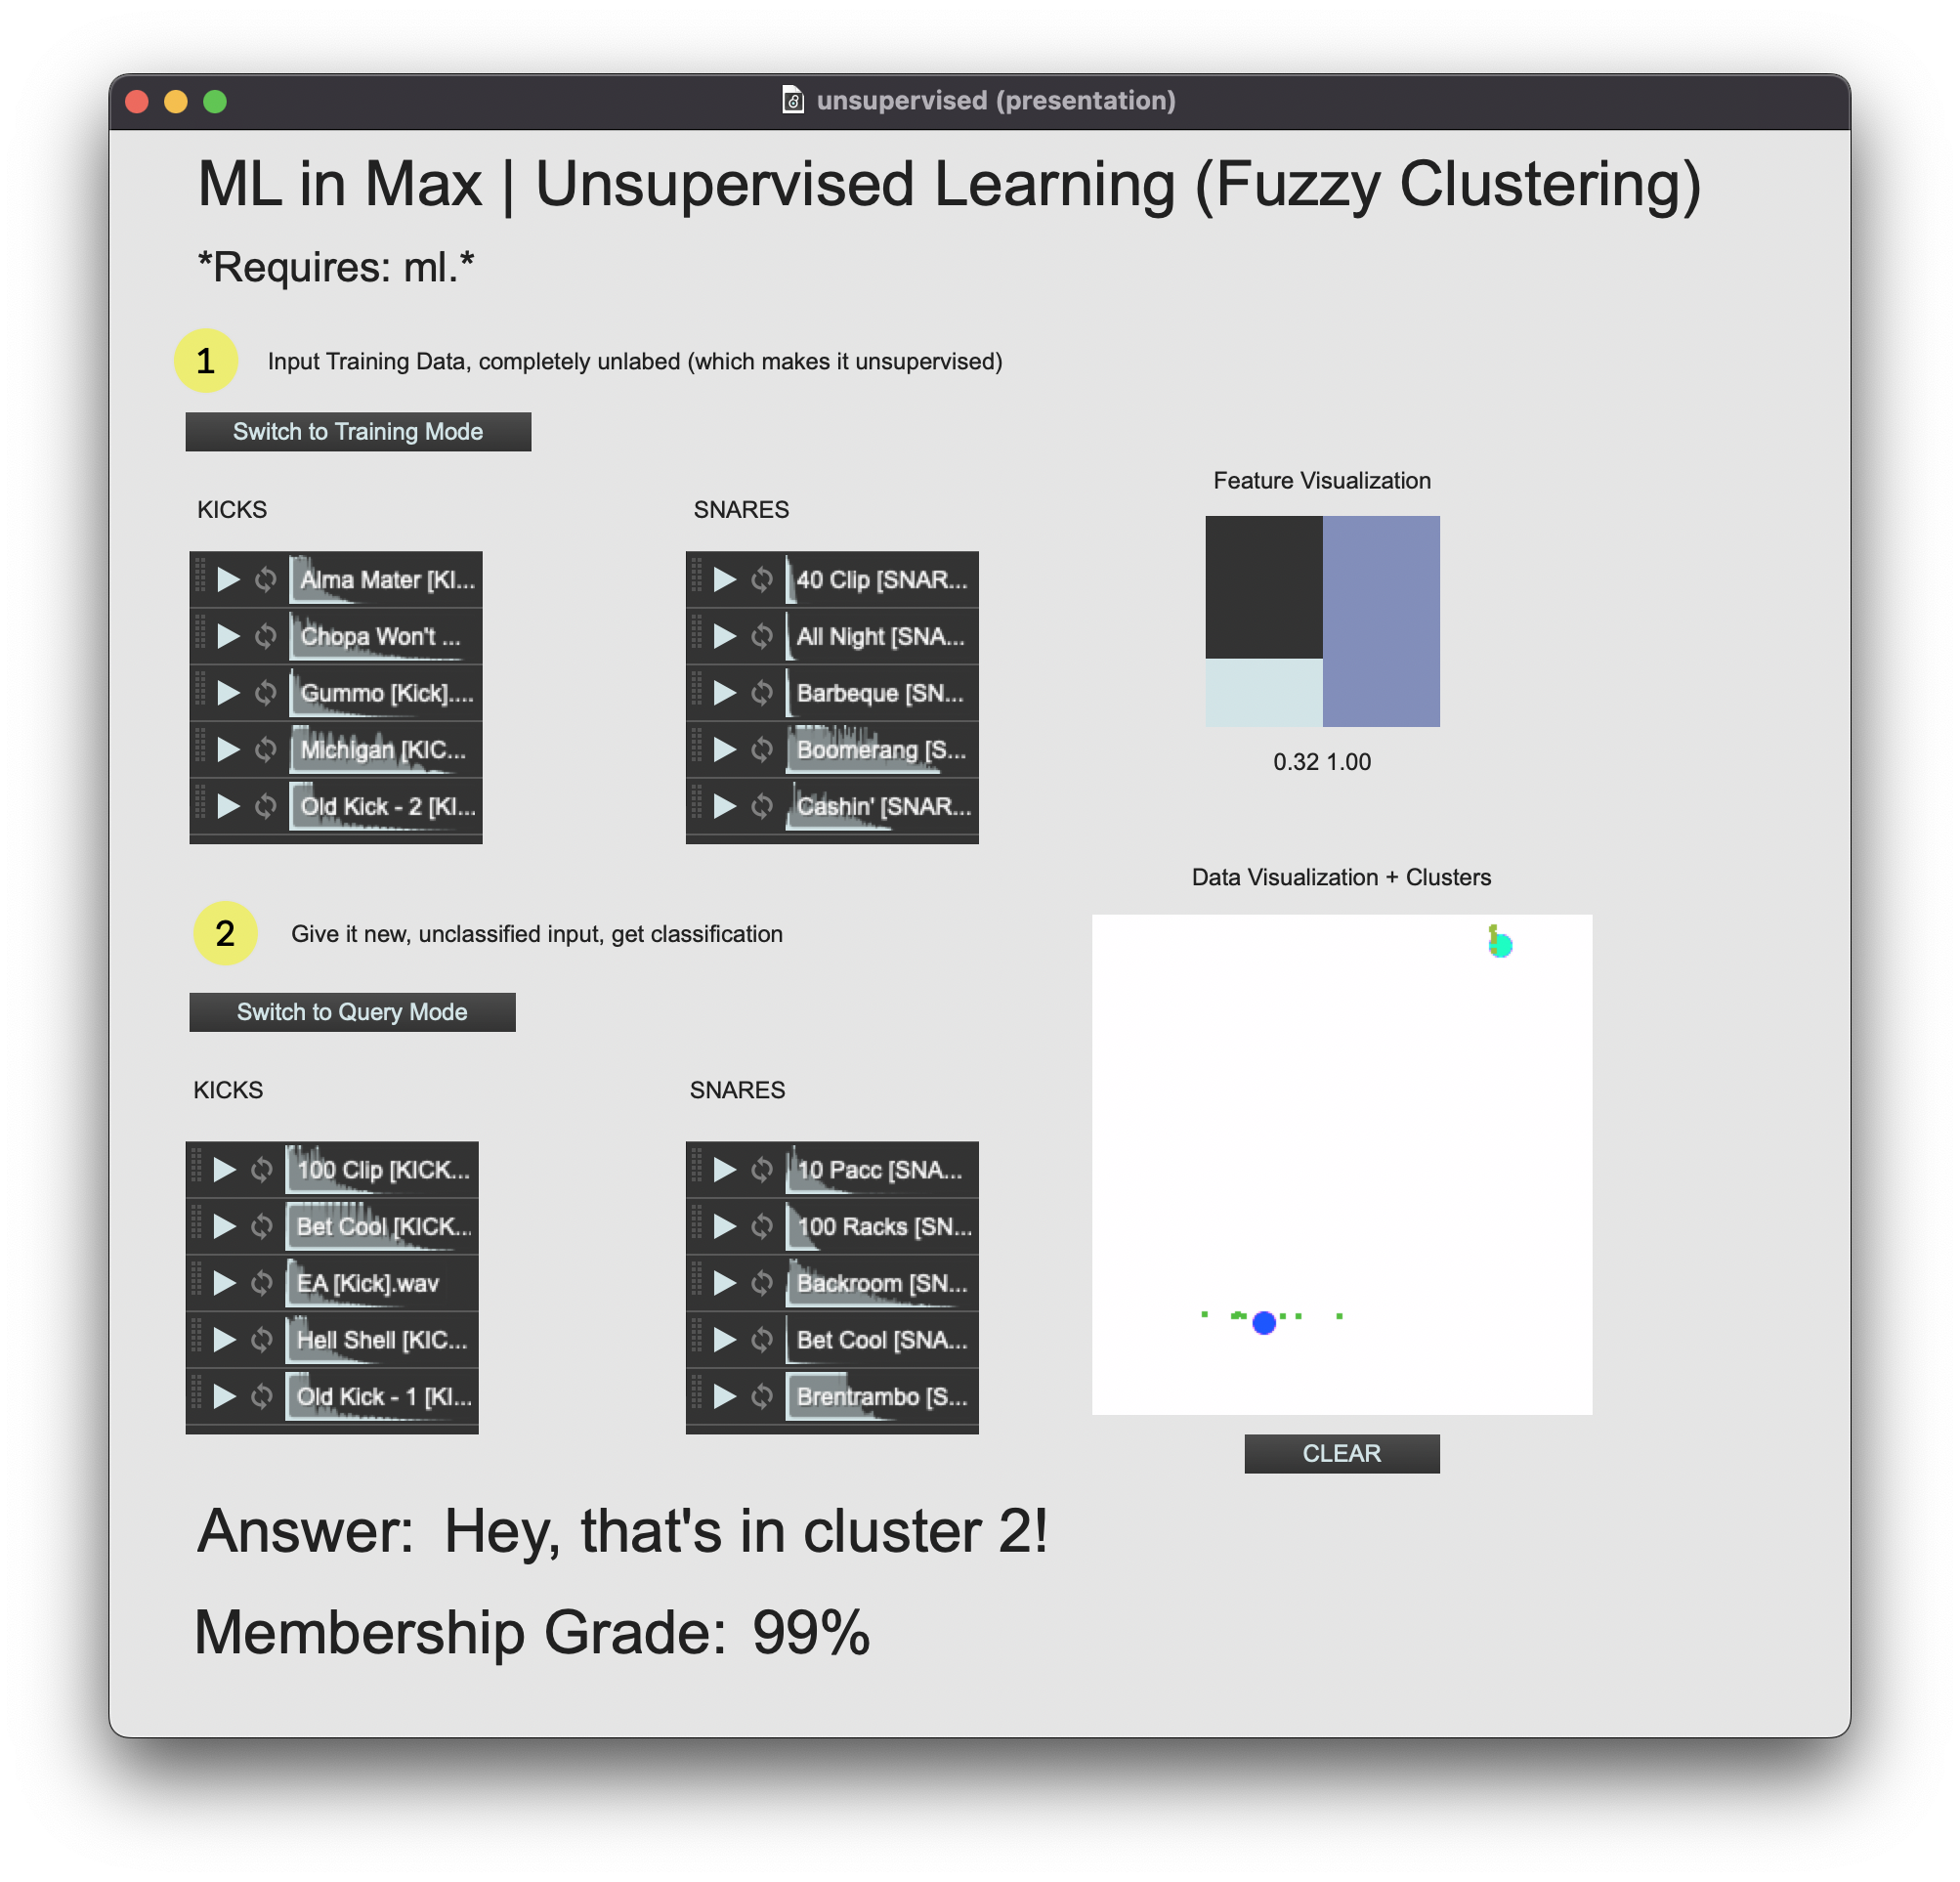 unsupervised (presentation)
ML in Max | Unsupervised Learning (Fuzzy Clustering)
*Requires: ml.*
1 Input Training Data, completely unlabed (which makes it unsupervised)
Switch to Training Mode
KICKS
Alma Mater [KI...
Chopa Won't ...
Gummo [Kick]....
Michigan [KIC...
Old Kick - 2 [KI...
SNARES
40 Clip [SNAR...
All Night [SNA...
Barbeque [SN...
Boomerang [S...
Cashin' [SNAR...
Feature Visualization
0.32 1.00
2 Give it new, unclassified input, get classification
Switch to Query Mode
KICKS
100 Clip [KICK...
Bet Cool [KICK...
EA [Kick].wav
Hell Shell [KIC...
Old Kick - 1 [KI...
SNARES
10 Pacc [SNA...
100 Racks [SN...
Backroom [SN...
Bet Cool [SNA...
Brentrambo [S...
Data Visualization + Clusters
CLEAR
Answer: Hey, that's in cluster 2!
Membership Grade: 99%